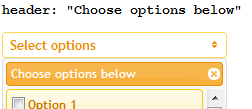 header: "Choose options below"
Select options
Choose options below
Option 1